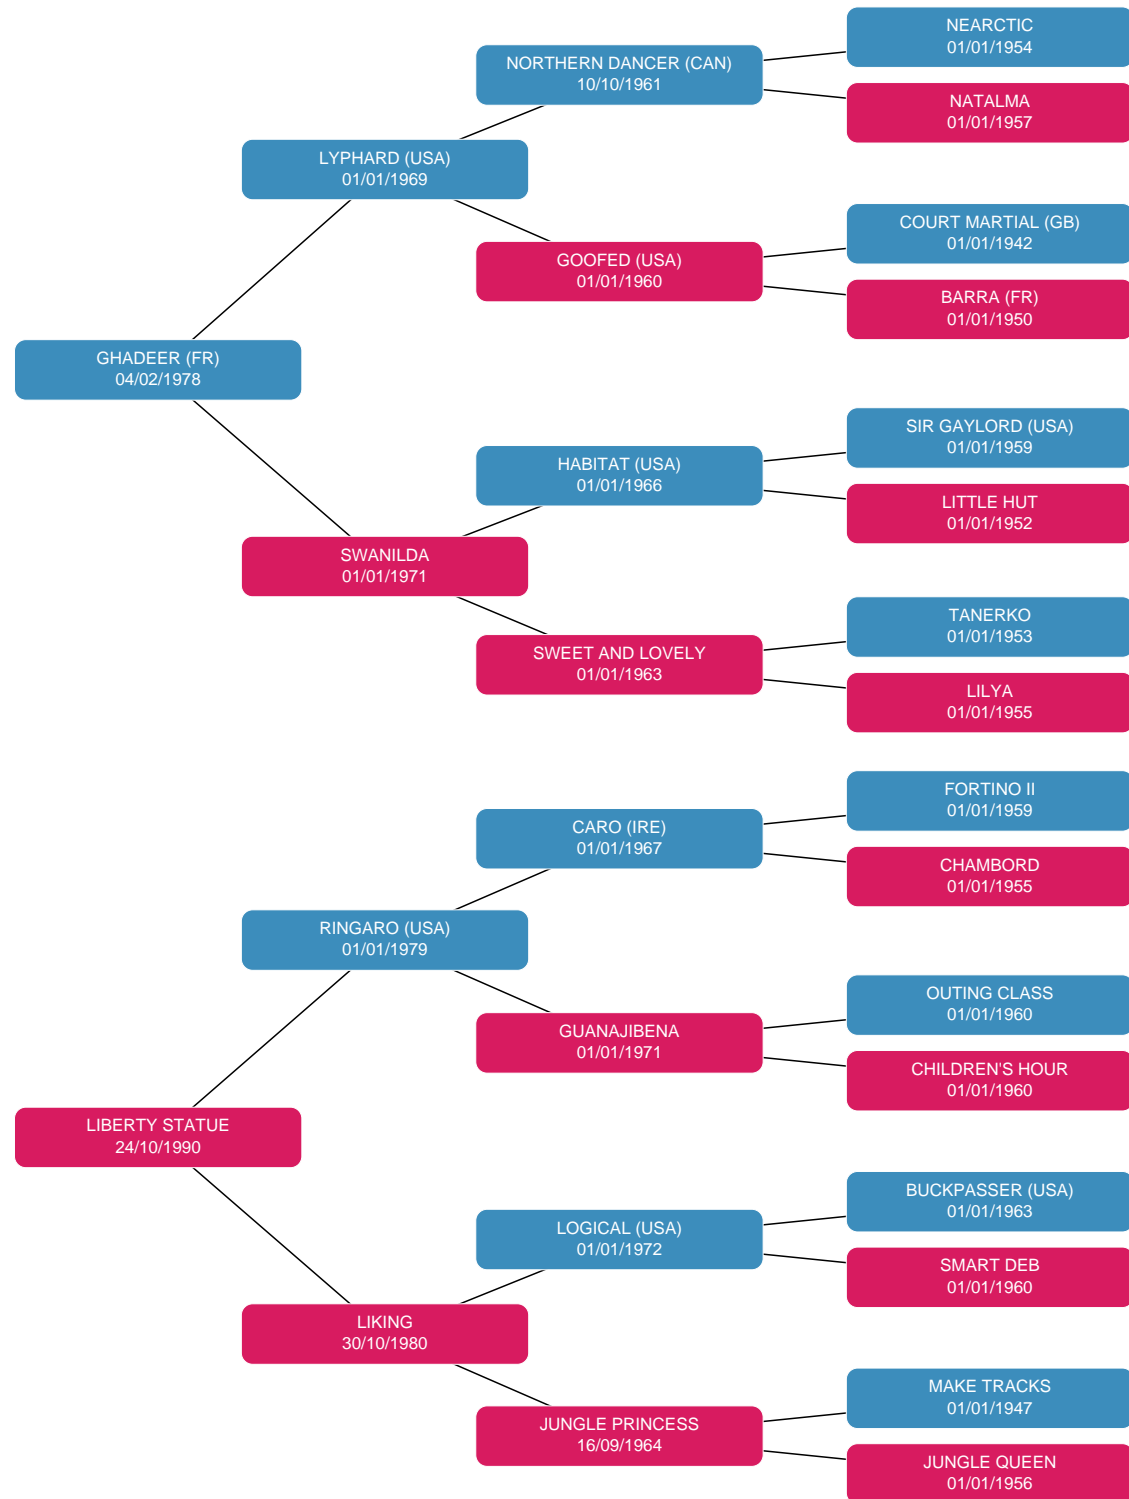 NEARCTIC
01/01/1954
NORTHERN DANCER (CAN)
10/10/1961
NATALMA
01/01/1957
LYPHARD (USA)
01/01/1969
COURT MARTIAL (GB)
01/01/1942
GOOFED (USA)
01/01/1960
BARRA (FR)
01/01/1950
GHADEER (FR)
04/02/1978
SIR GAYLORD (USA)
01/01/1959
HABITAT (USA)
01/01/1966
LITTLE HUT
01/01/1952
SWANILDA
01/01/1971
TANERKO
01/01/1953
SWEET AND LOVELY
01/01/1963
LILYA
01/01/1955
FORTINO II
01/01/1959
CARO (IRE)
01/01/1967
CHAMBORD
01/01/1955
RINGARO (USA)
01/01/1979
OUTING CLASS
01/01/1960
GUANAJIBENA
01/01/1971
CHILDREN'S HOUR
01/01/1960
LIBERTY STATUE
24/10/1990
BUCKPASSER (USA)
01/01/1963
LOGICAL (USA)
01/01/1972
SMART DEB
01/01/1960
LIKING
30/10/1980
MAKE TRACKS
01/01/1947
JUNGLE PRINCESS
16/09/1964
JUNGLE QUEEN
01/01/1956